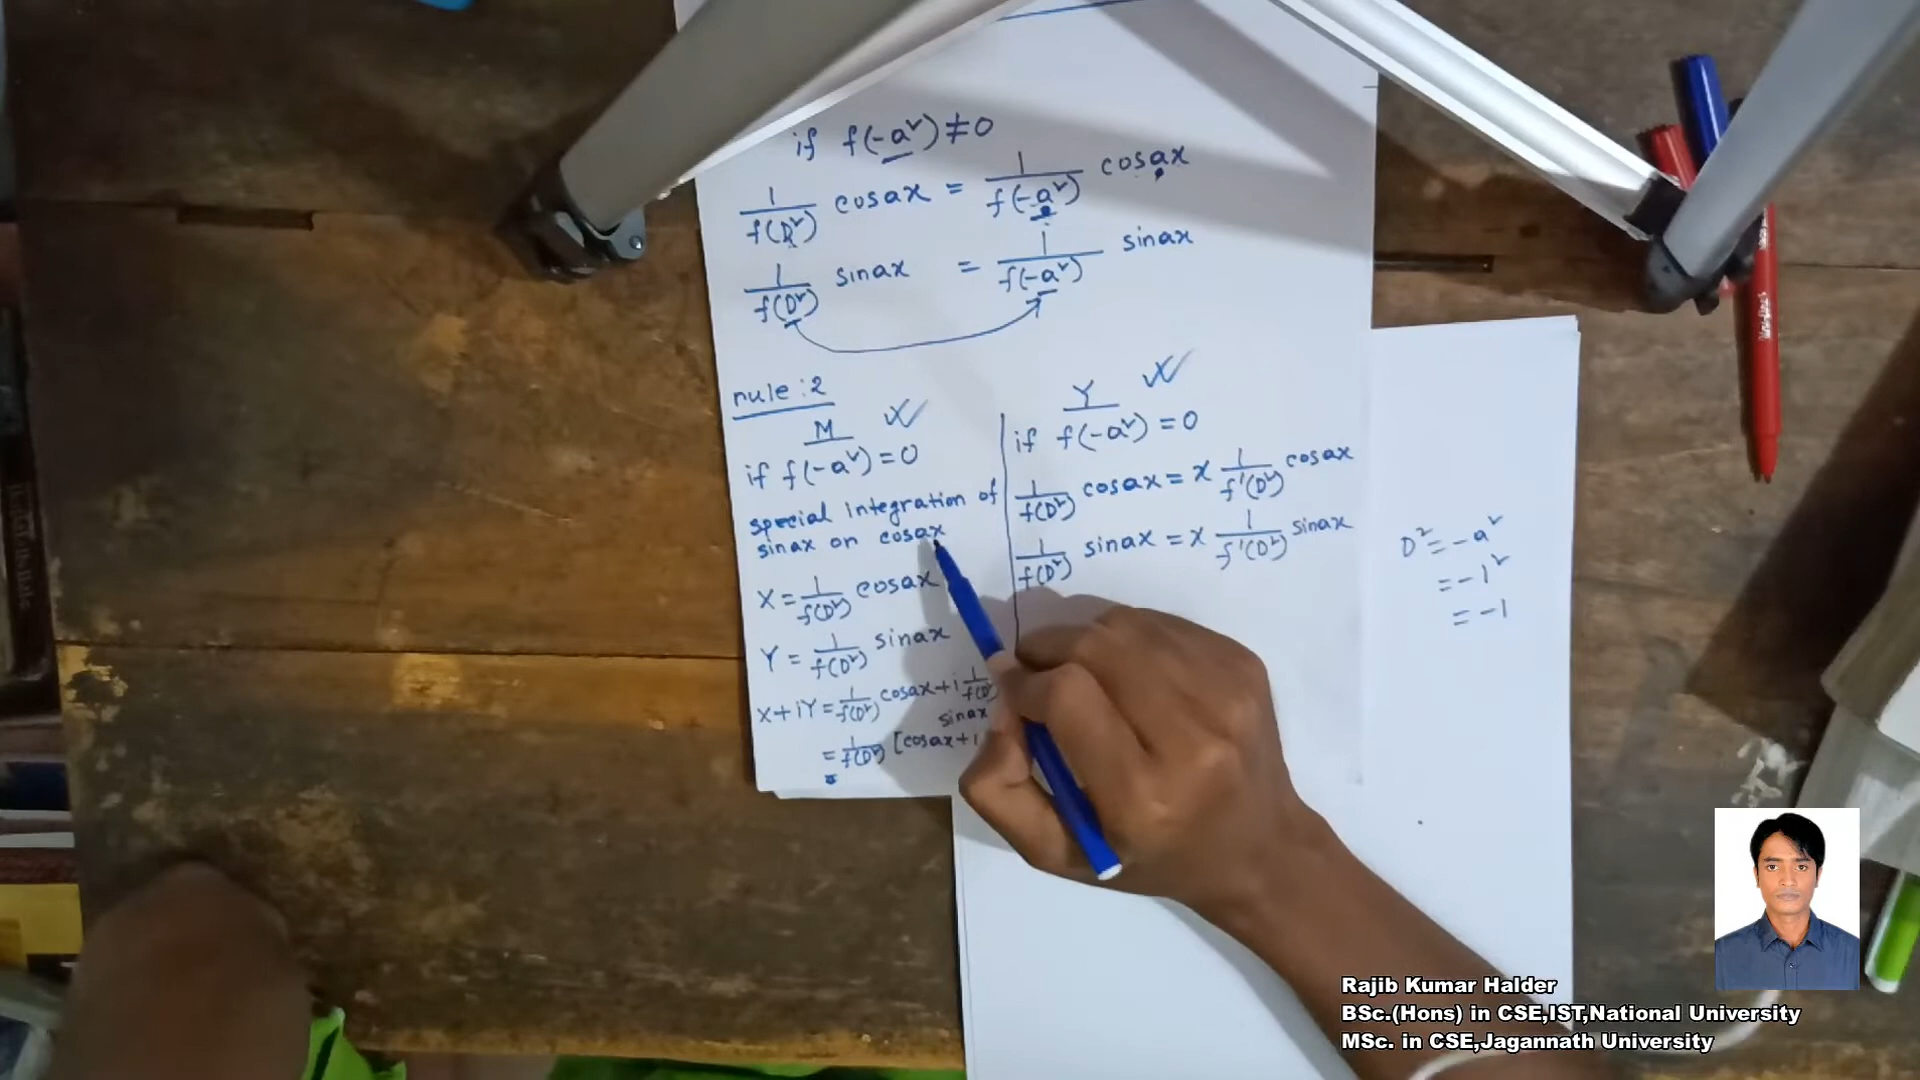 if f(-a²) ≠ 0
1/f(D²) cosax = 1/f(-a²) cosax
1/f(D²) sinax = 1/f(-a²) sinax
rule:2
M
if f(-a²) = 0
special integration of
sinax or cosax
X = 1/f(D²) cosax
Y = 1/f(D²) sinax
X+iY = 1/f(D²) cosax + i 1/f(D²)
sinax
= 1/f(D²) [cosax + i
Y
if f(-a²) = 0
1/f(D²) cosax = x 1/f'(D²) cosax
1/f(D²) sinax = x 1/f'(D²) sinax
D² = -a²
= -1²
= -1
Rajib Kumar Halder
BSc.(Hons) in CSE,IST,National University
MSc. in CSE,Jagannath University